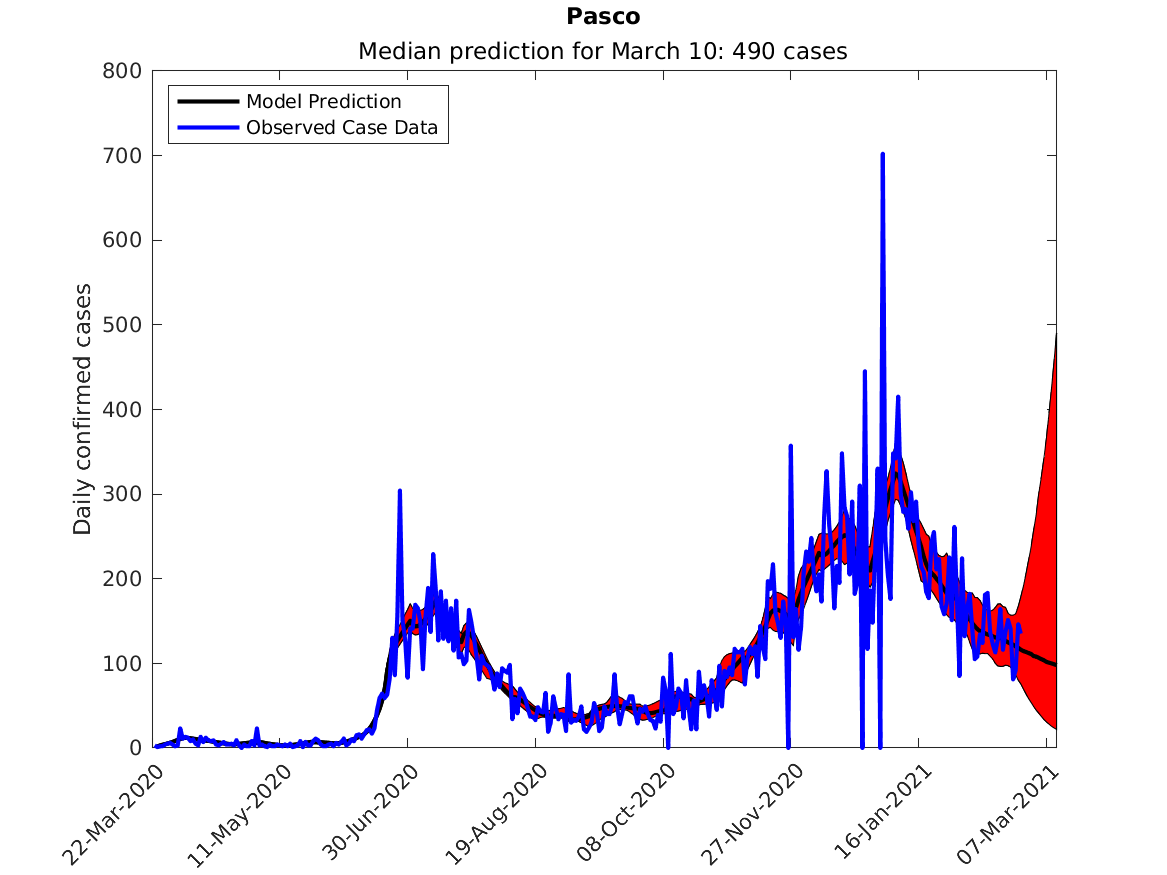 Pasco
Median prediction for March 10: 490 cases
800
Model Prediction
Observed Case Data
700
600
500
400
300
200
100
0
Daily confirmed cases
22-Mar-2020
11-May-2020
30-Jun-2020
19-Aug-2020
08-Oct-2020
27-Nov-2020
16-Jan-2021
07-Mar-2021